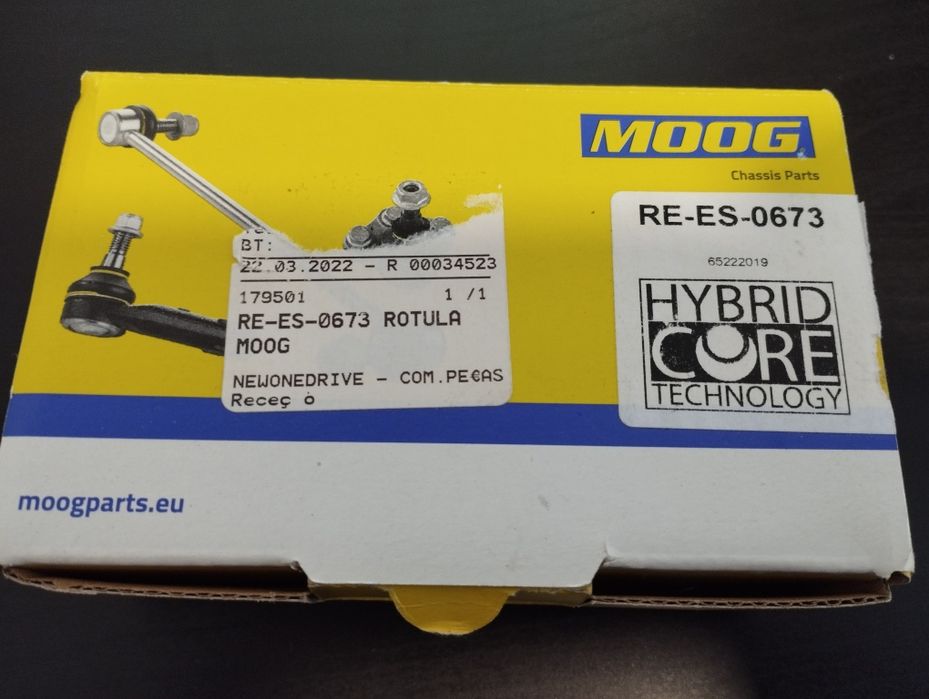 MOOG
Chassis Parts
RE-ES-0673
65222019
HYBRID
CORE
TECHNOLOGY
BT:
22.03.2022 - R 00034523
179501 1 /1
RE-ES-0673 ROTULA
MOOG
NEWONEDRIVE - COM.PE€AS
Receç ò
moogparts.eu